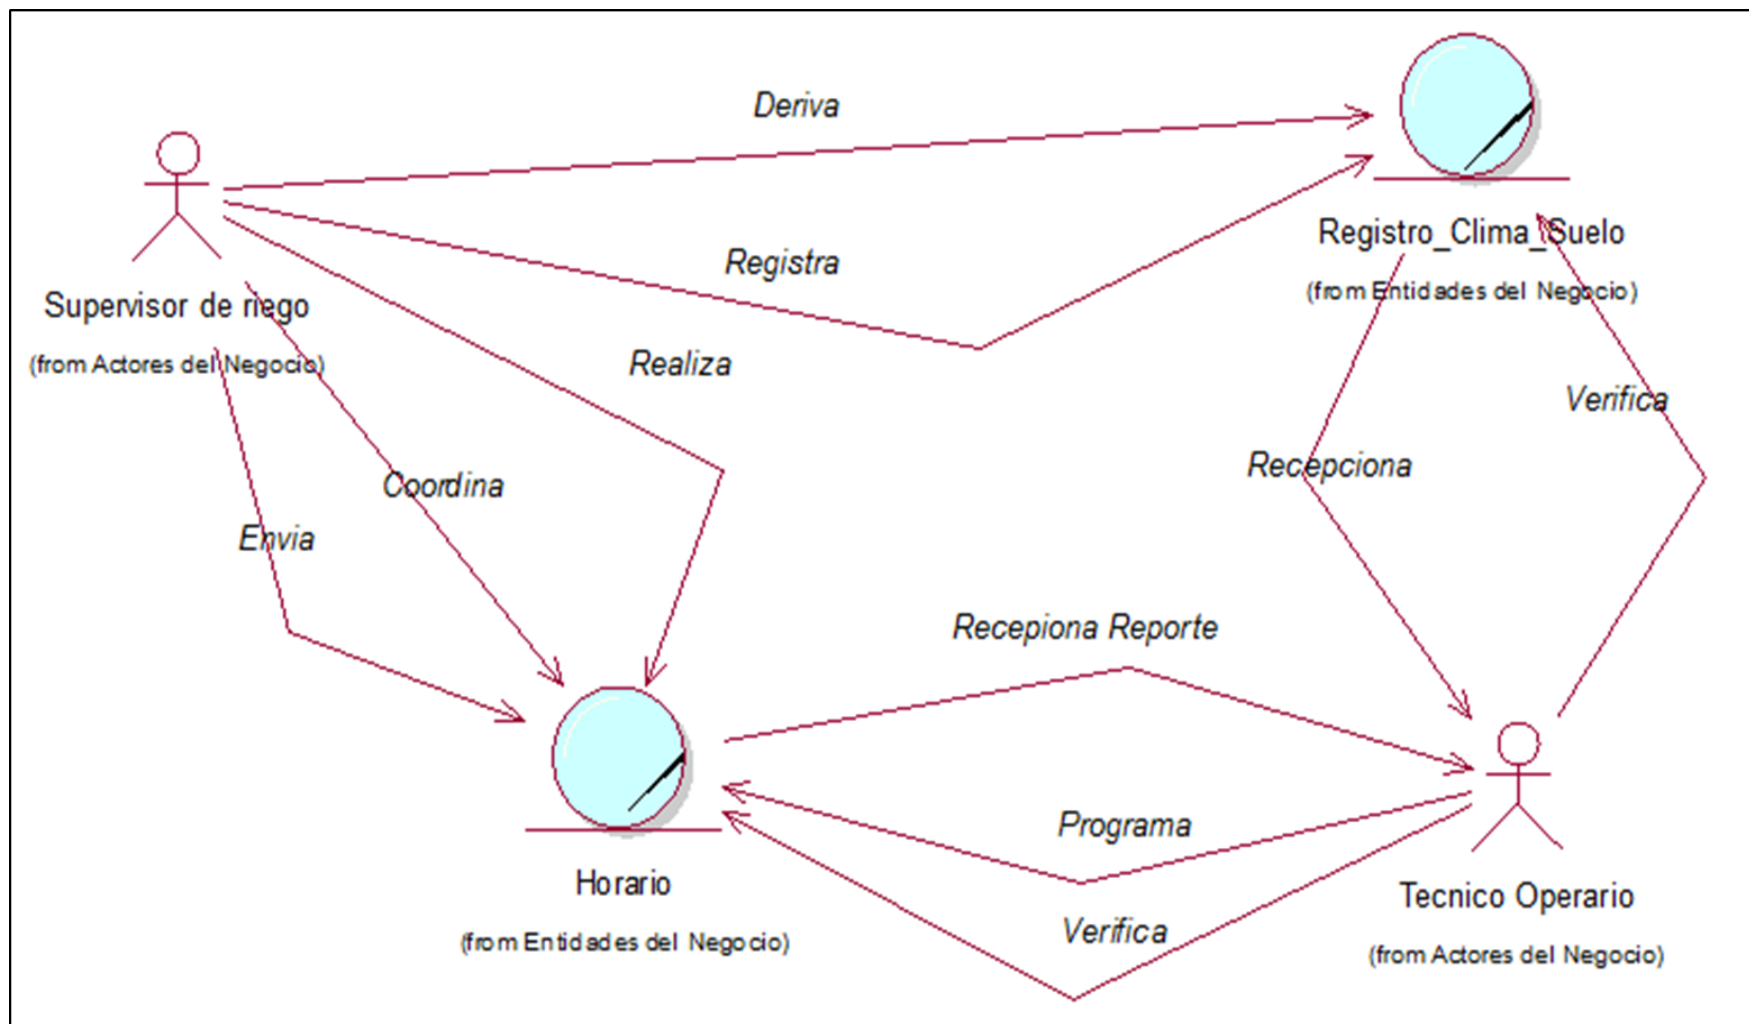 Deriva
Registro_Clima_Suelo
(from Entidades del Negocio)
Registra
Supervisor de riego
(from Actores del Negocio)
Realiza
Verifica
Recepciona
Coordina
Envia
Recepiona Reporte
Programa
Horario
(from Entidades del Negocio)
Verifica
Tecnico Operario
(from Actores del Negocio)